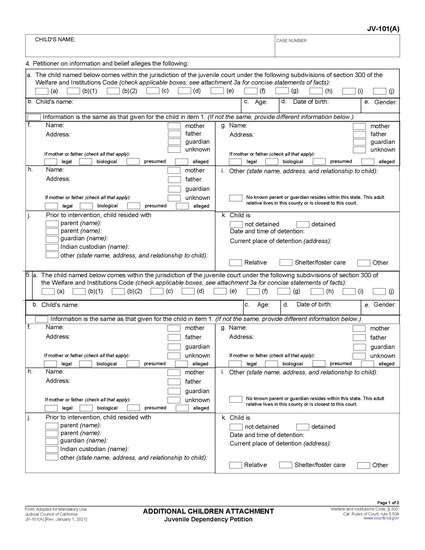 JV-101(A)
CHILD'S NAME:
CASE NUMBER:
4. Petitioner on information and belief alleges the following:
a. The child named below comes within the jurisdiction of the juvenile court under the following subdivisions of section 300 of the
Welfare and Institutions Code (check applicable boxes; see attachment 3a for concise statements of facts):
(a) (b)(1) (b)(2) (c) (d) (e) (f) (g) (h) (i) (j)
b. Child's name: c. Age: d. Date of birth: e. Gender:
Information is the same as that given for the child in item 1. (If not the same, provide different information below.)
f. Name: mother g. Name: mother
Address: father Address: father
guardian guardian
unknown unknown
If mother or father (check all that apply): If mother or father (check all that apply):
legal biological presumed alleged legal biological presumed alleged
h. Name: mother i. Other (state name, address, and relationship to child):
Address: father
guardian
unknown No known parent or guardian resides within this state. This adult
If mother or father (check all that apply): relative lives in this county or is closest to this court.
legal biological presumed alleged
j. Prior to intervention, child resided with k. Child is
parent (name): not detained detained
parent (name): Date and time of detention:
guardian (name): Current place of detention (address):
Indian custodian (name):
other (state name, address, and relationship to child):
Relative Shelter/foster care Other
5. a. The child named below comes within the jurisdiction of the juvenile court under the following subdivisions of section 300 of
the Welfare and Institutions Code (check applicable boxes; see attachment 3a for concise statements of facts):
(a) (b)(1) (b)(2) (c) (d) (e) (f) (g) (h) (i) (j)
b. Child's name: c. Age: d. Date of birth: e. Gender:
Information is the same as that given for the child in item 1. (If not the same, provide different information below.)
f. Name: mother g. Name: mother
Address: father Address: father
guardian guardian
unknown unknown
If mother or father (check all that apply): If mother or father (check all that apply):
legal biological presumed alleged legal biological presumed alleged
h. Name: mother i. Other (state name, address, and relationship to child):
Address: father
guardian
unknown No known parent or guardian resides within this state. This adult
If mother or father (check all that apply): relative lives in this county or is closest to this court.
legal biological presumed alleged
j. Prior to intervention, child resided with k. Child is
parent (name): not detained detained
parent (name): Date and time of detention:
guardian (name): Current place of detention (address):
Indian custodian (name):
other (state name, address, and relationship to child):
Relative Shelter/foster care Other
Page 1 of 2
Form Adopted for Mandatory Use
Judicial Council of California
JV-101(A) [Rev. January 1, 2021]
ADDITIONAL CHILDREN ATTACHMENT
Juvenile Dependency Petition
Welfare and Institutions Code, § 300;
Cal. Rules of Court, rule 5.504
www.courts.ca.gov